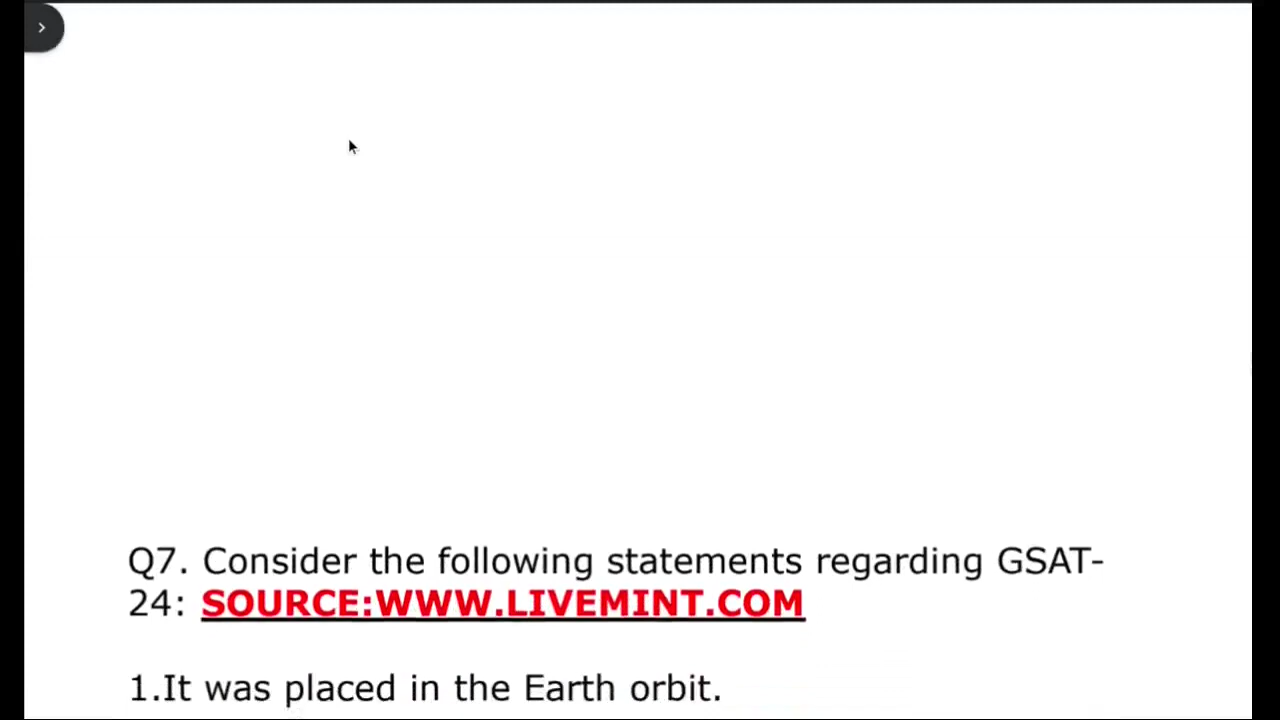 Q7. Consider the following statements regarding GSAT-
24: SOURCE:WWW.LIVEMINT.COM
1.It was placed in the Earth orbit.